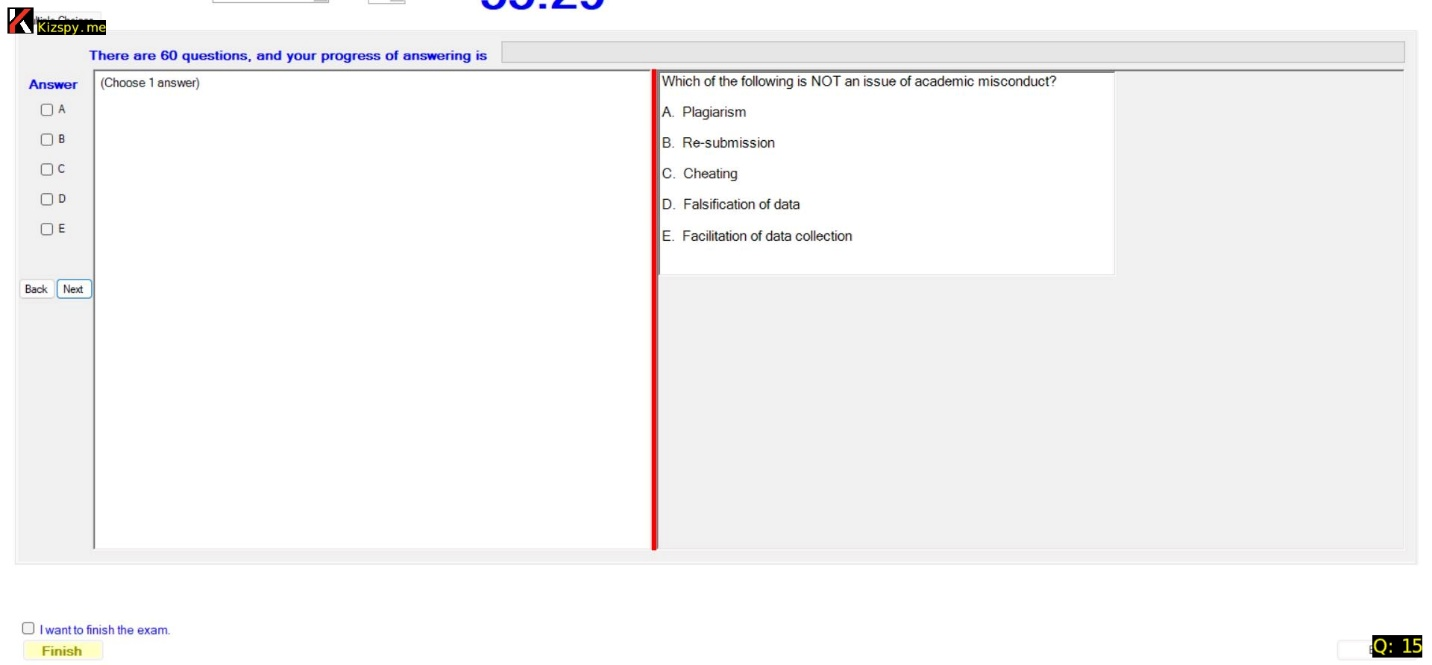 Kizspy.me
There are 60 questions, and your progress of answering is
Answer
(Choose 1 answer)
A
B
C
D
E
Back
Next
Which of the following is NOT an issue of academic misconduct?
A. Plagiarism
B. Re-submission
C. Cheating
D. Falsification of data
E. Facilitation of data collection
I want to finish the exam.
Finish
Q: 15